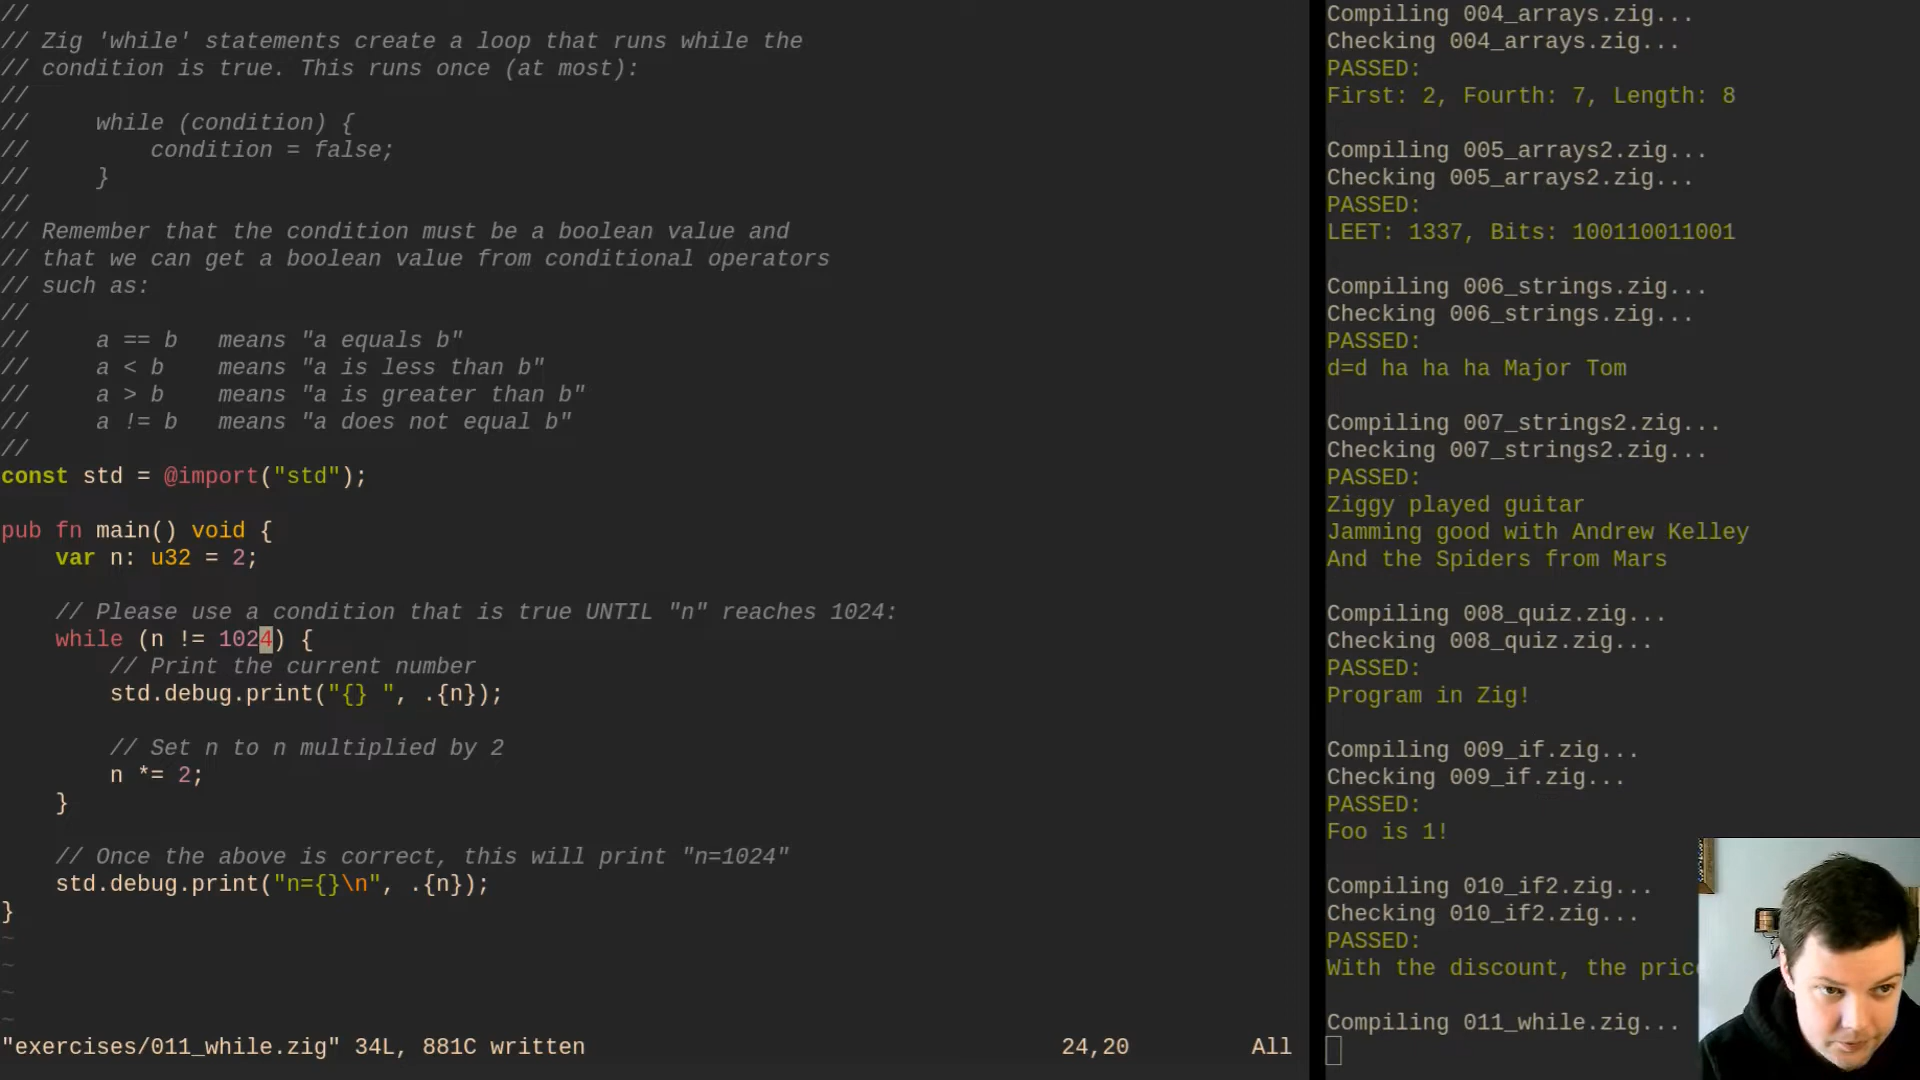 //
// Zig 'while' statements create a loop that runs while the
// condition is true. This runs once (at most):
//
//     while (condition) {
//         condition = false;
//     }
//
// Remember that the condition must be a boolean value and
// that we can get a boolean value from conditional operators
// such as:
//
//     a == b   means "a equals b"
//     a < b    means "a is less than b"
//     a > b    means "a is greater than b"
//     a != b   means "a does not equal b"
//
const std = @import("std");
pub fn main() void {
    var n: u32 = 2;
    // Please use a condition that is true UNTIL "n" reaches 1024:
    while (n != 1024) {
        // Print the current number
        std.debug.print("{} ", .{n});
        // Set n to n multiplied by 2
        n *= 2;
    }
    // Once the above is correct, this will print "n=1024"
    std.debug.print("n={}\n", .{n});
}
~
~
~
~
"exercises/011_while.zig" 34L, 881C written 24,20 All
Compiling 004_arrays.zig...
Checking 004_arrays.zig...
PASSED:
First: 2, Fourth: 7, Length: 8
Compiling 005_arrays2.zig...
Checking 005_arrays2.zig...
PASSED:
LEET: 1337, Bits: 100110011001
Compiling 006_strings.zig...
Checking 006_strings.zig...
PASSED:
d=d ha ha ha Major Tom
Compiling 007_strings2.zig...
Checking 007_strings2.zig...
PASSED:
Ziggy played guitar
Jamming good with Andrew Kelley
And the Spiders from Mars
Compiling 008_quiz.zig...
Checking 008_quiz.zig...
PASSED:
Program in Zig!
Compiling 009_if.zig...
Checking 009_if.zig...
PASSED:
Foo is 1!
Compiling 010_if2.zig...
Checking 010_if2.zig...
PASSED:
With the discount, the pric
Compiling 011_while.zig...